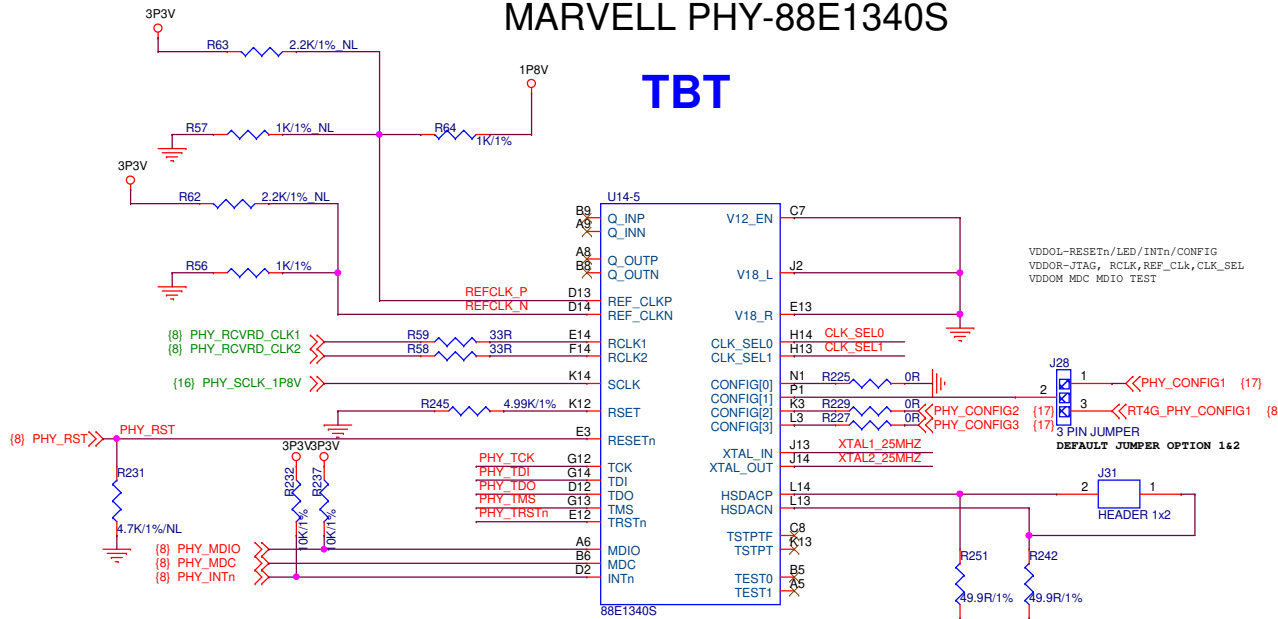 MARVELL PHY-88E1340S
TBT
3P3V
R63 2.2K/1%_NL
1P8V
R57 1K/1%_NL
R64
1K/1%
3P3V
R62 2.2K/1%_NL
R56 1K/1%
U14-5
B9 Q_INP V12_EN C7
A9 Q_INN
A8 Q_OUTP
B8 Q_OUTN V18_L J2
REFCLK_P D13 REF_CLKP
REFCLK_N D14 REF_CLKN V18_R E13
VDDOL-RESETn/LED/INTn/CONFIG
VDDOR-JTAG, RCLK,REF_CLk,CLK_SEL
VDDOM MDC MDIO TEST
{8} PHY_RCVRD_CLK1 R59 33R E14 RCLK1 CLK_SEL0 H14 CLK_SEL0
{8} PHY_RCVRD_CLK2 R58 33R F14 RCLK2 CLK_SEL1 H13 CLK_SEL1
{16} PHY_SCLK_1P8V K14 SCLK CONFIG[0] N1 R225 0R
CONFIG[1] P1
R245 4.99K/1% K12 RSET CONFIG[2] K3 R229 0R PHY_CONFIG2 {17}
CONFIG[3] L3 R227 0R PHY_CONFIG3 {17}
J28
1 PHY_CONFIG1 {17}
2
3 RT4G_PHY_CONFIG1 {8
3 PIN JUMPER
DEFAULT JUMPER OPTION 1&2
{8} PHY_RST PHY_RST E3 RESETn
XTAL_IN J13 XTAL1_25MHZ
XTAL_OUT J14 XTAL2_25MHZ
3P3V 3P3V
R231
4.7K/1%/NL
R232
10K/1%
R237
10K/1%
PHY_TCK G12 TCK
PHY_TDI G14 TDI
PHY_TDO D12 TDO
PHY_TMS G13 TMS
PHY_TRSTn E12 TRSTn
HSDACP L14
HSDACN L13
J31
2 1
HEADER 1x2
TSTPTF C8
TSTPT K13
{8} PHY_MDIO A6 MDIO
{8} PHY_MDC B6 MDC
{8} PHY_INTn D2 INTn
TEST0 B5
TEST1 A5
R251 R242
49.9R/1% 49.9R/1%
88E1340S